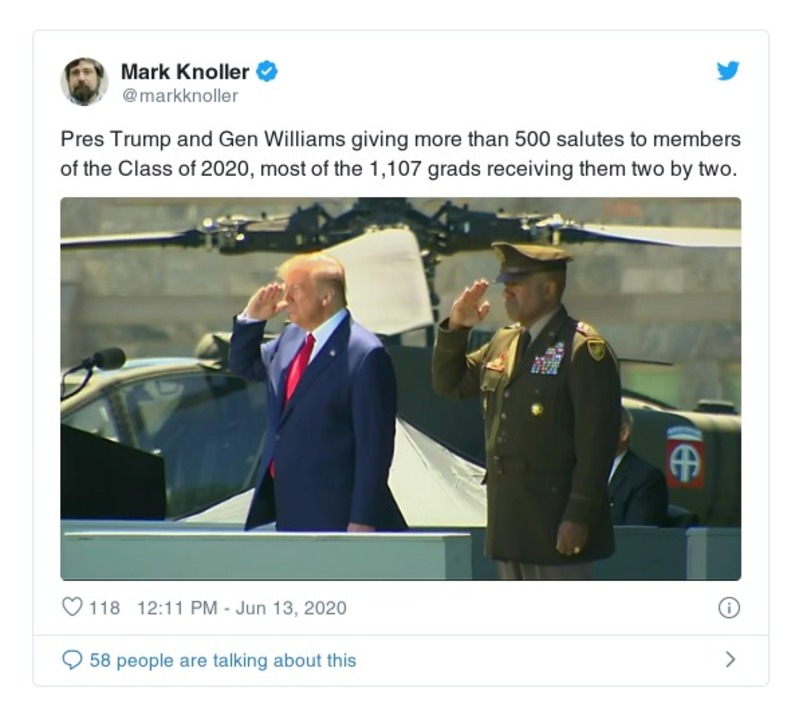 Mark Knoller
@markknoller
Pres Trump and Gen Williams giving more than 500 salutes to members
of the Class of 2020, most of the 1,107 grads receiving them two by two.
118 12:11 PM - Jun 13, 2020
58 people are talking about this